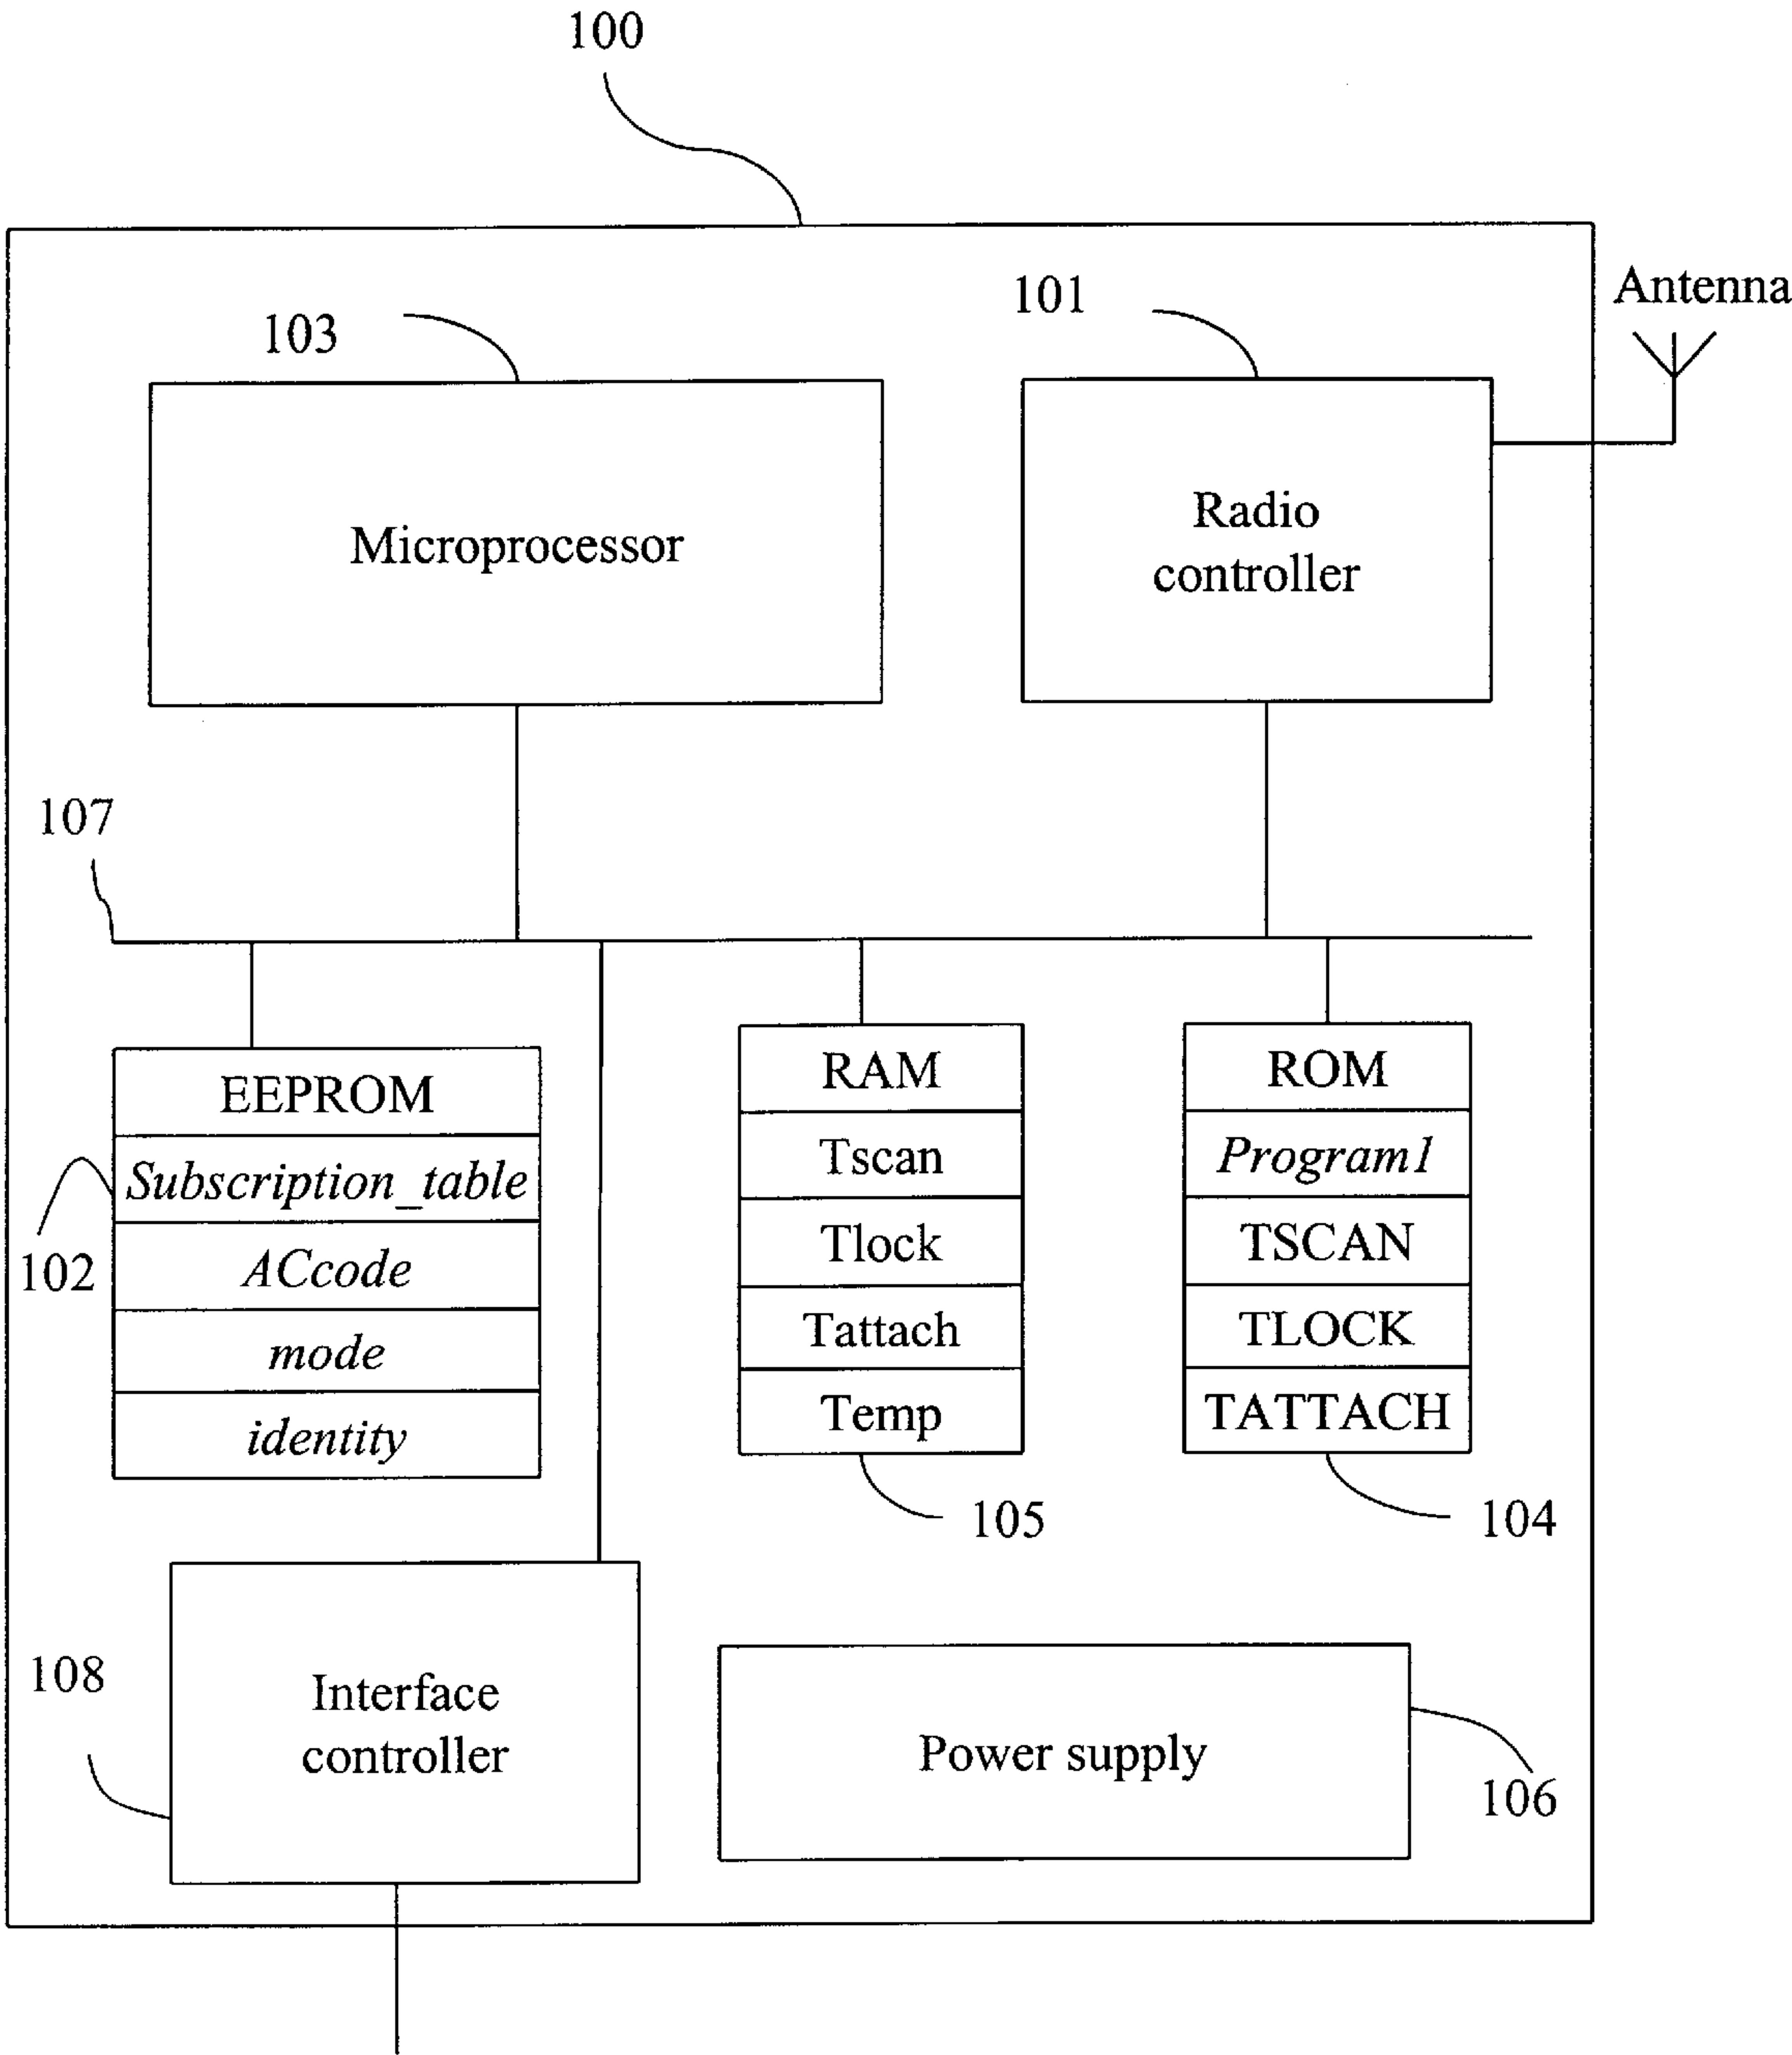 100
Antenna
101
103
Radio
controller
Microprocessor
107
EEPROM
Subscription_table
ACcode
mode
identity
102
RAM
Tscan
Tlock
Tattach
Temp
105
ROM
Program1
TSCAN
TLOCK
TATTACH
104
108
Interface
controller
Power supply
106